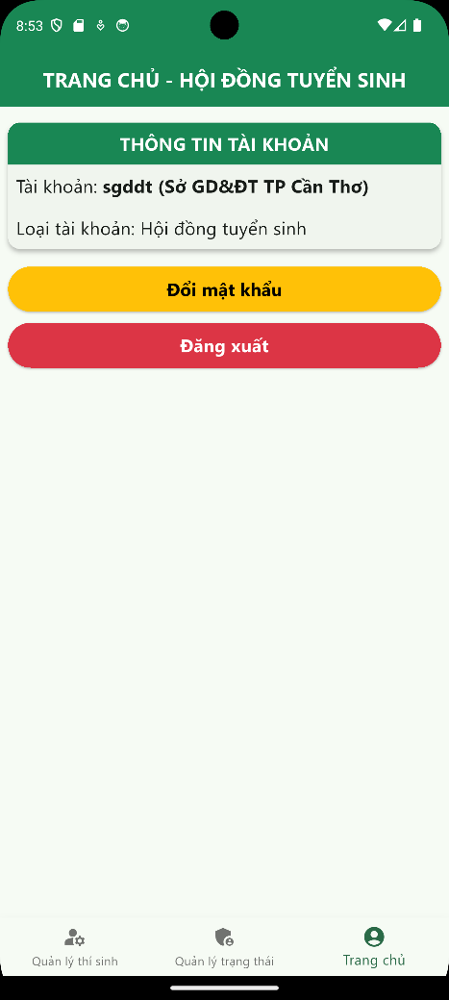 8:53
TRANG CHỦ - HỘI ĐỒNG TUYỂN SINH
THÔNG TIN TÀI KHOẢN
Tài khoản: sgddt (Sở GD&ĐT TP Cần Thơ)
Loại tài khoản: Hội đồng tuyển sinh
Đổi mật khẩu
Đăng xuất
Quản lý thí sinh
Quản lý trạng thái
Trang chủ